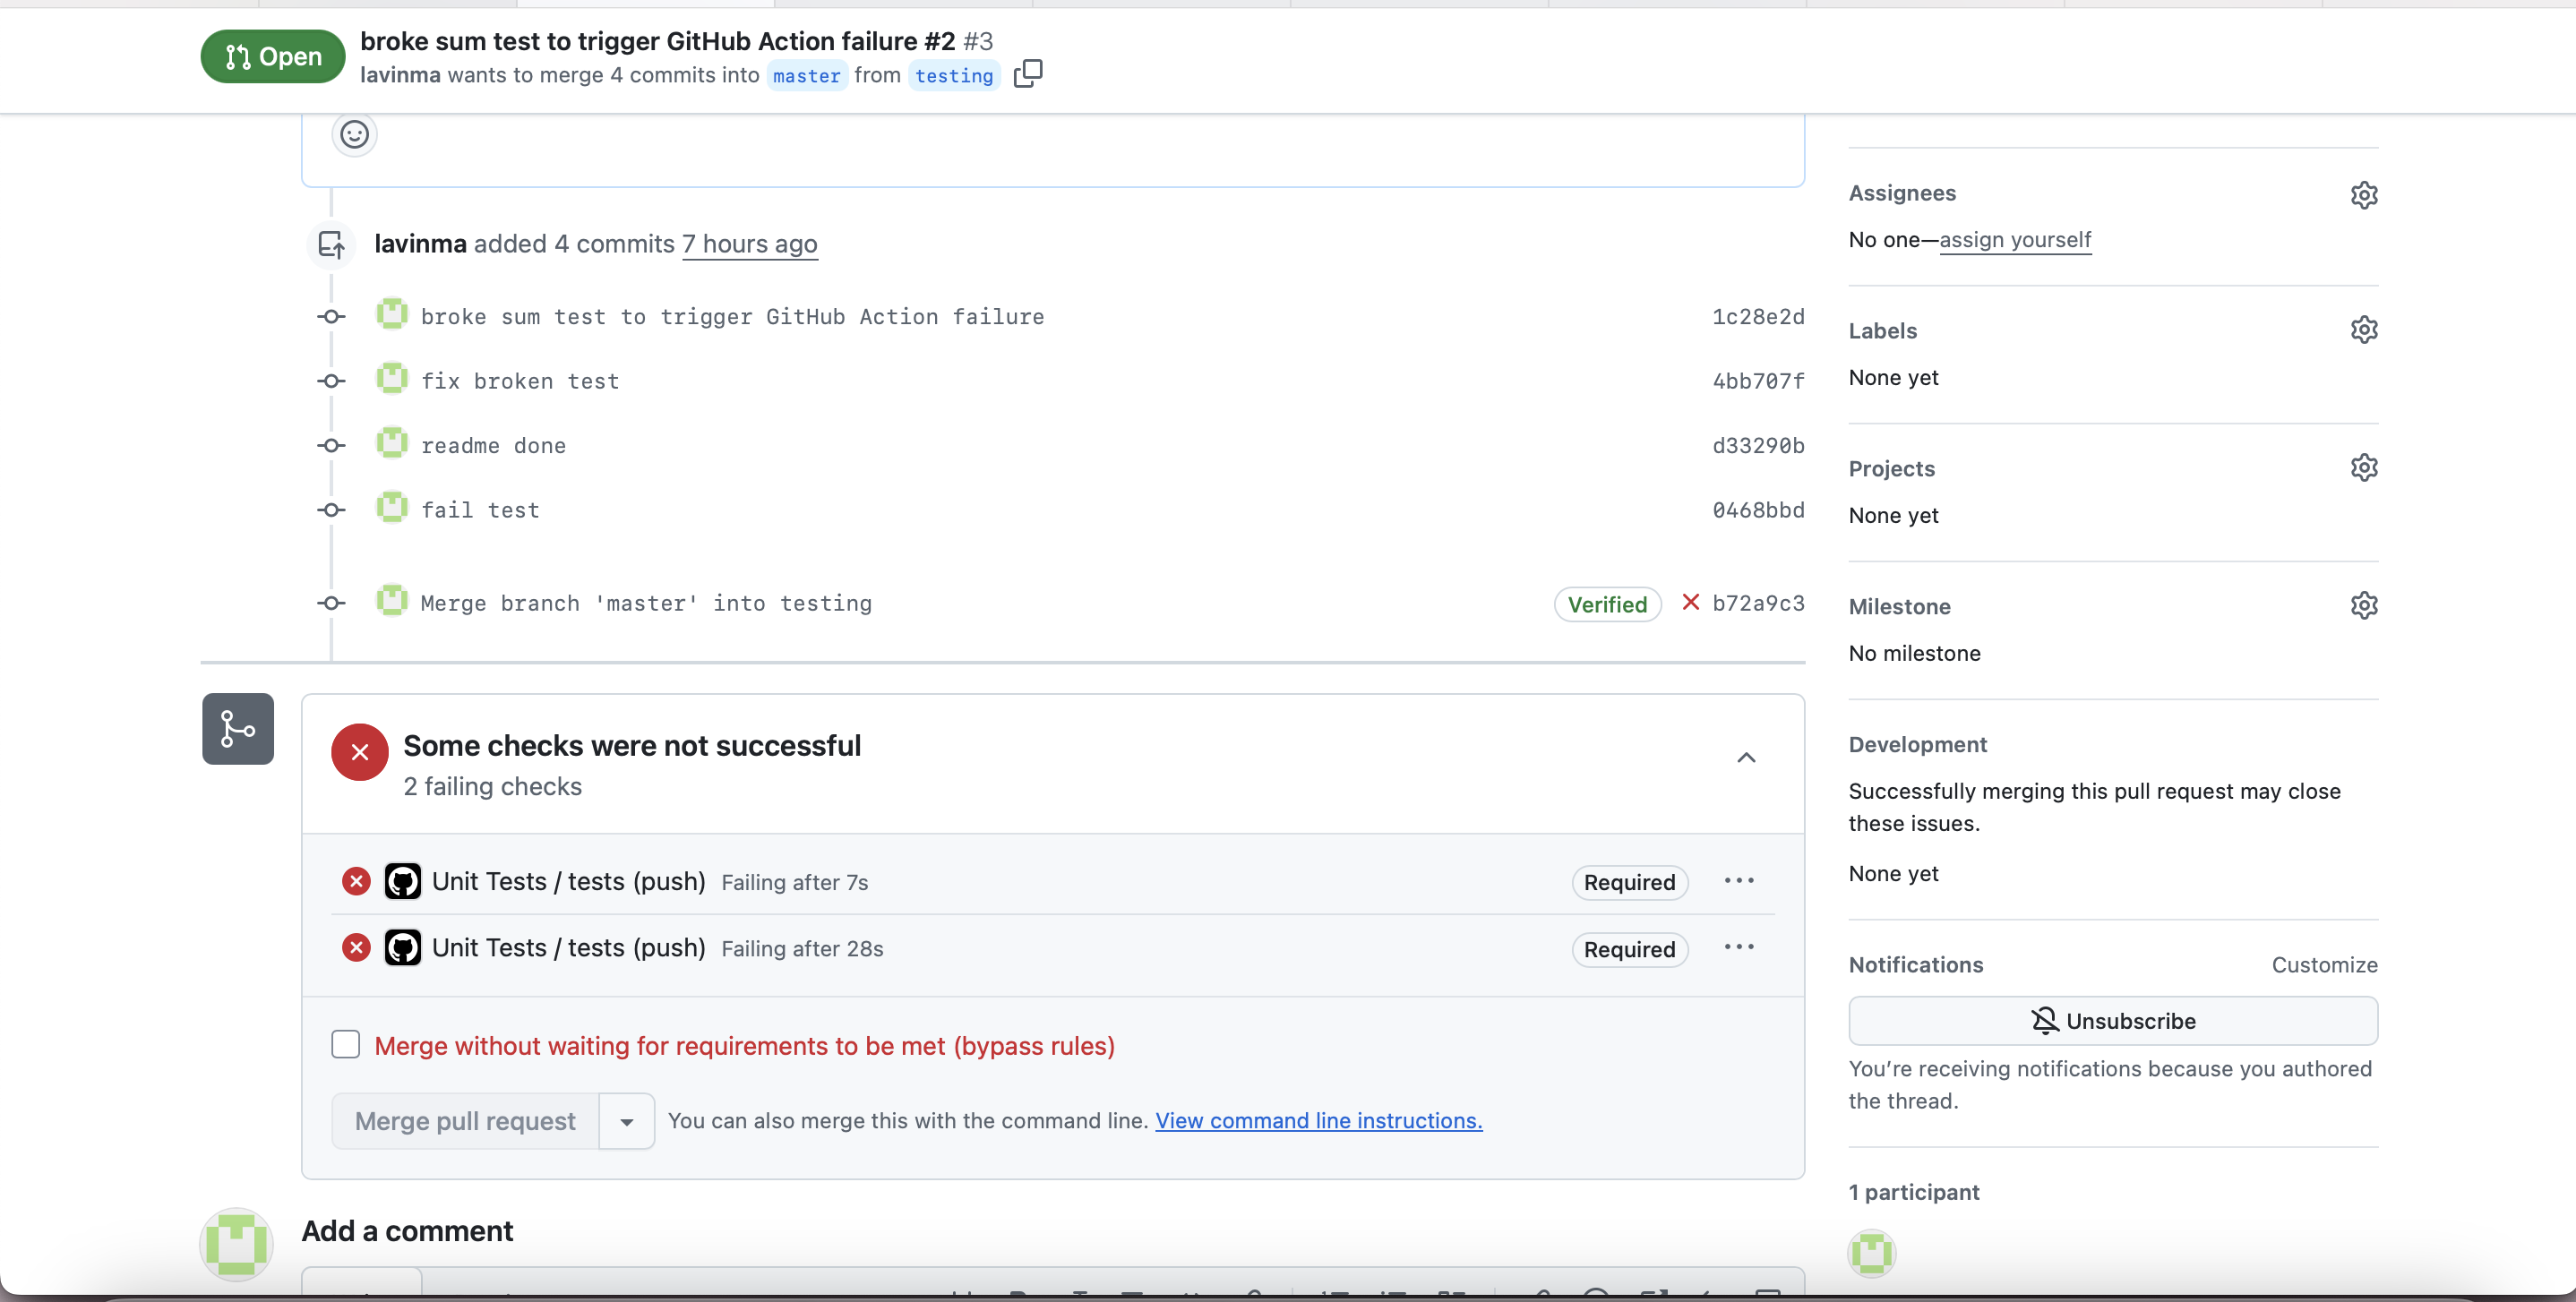 Open
broke sum test to trigger GitHub Action failure #2 #3
lavinma wants to merge 4 commits into master from testing
lavinma added 4 commits 7 hours ago
broke sum test to trigger GitHub Action failure 1c28e2d
fix broken test 4bb707f
readme done d33290b
fail test 0468bbd
Merge branch 'master' into testing Verified b72a9c3
Some checks were not successful
2 failing checks
Unit Tests / tests (push) Failing after 7s Required
Unit Tests / tests (push) Failing after 28s Required
Merge without waiting for requirements to be met (bypass rules)
Merge pull request You can also merge this with the command line. View command line instructions.
Add a comment
Assignees
No one—assign yourself
Labels
None yet
Projects
None yet
Milestone
No milestone
Development
Successfully merging this pull request may close
these issues.
None yet
Notifications Customize
Unsubscribe
You’re receiving notifications because you authored
the thread.
1 participant